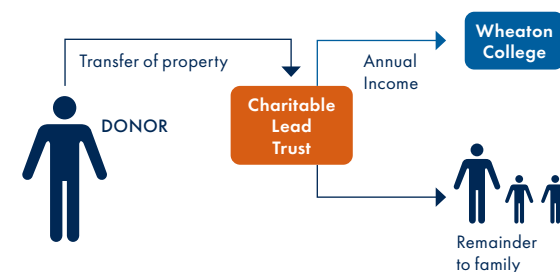 Transfer of property
DONOR
Charitable
Lead
Trust
Annual
Income
Wheaton
College
Remainder
to family